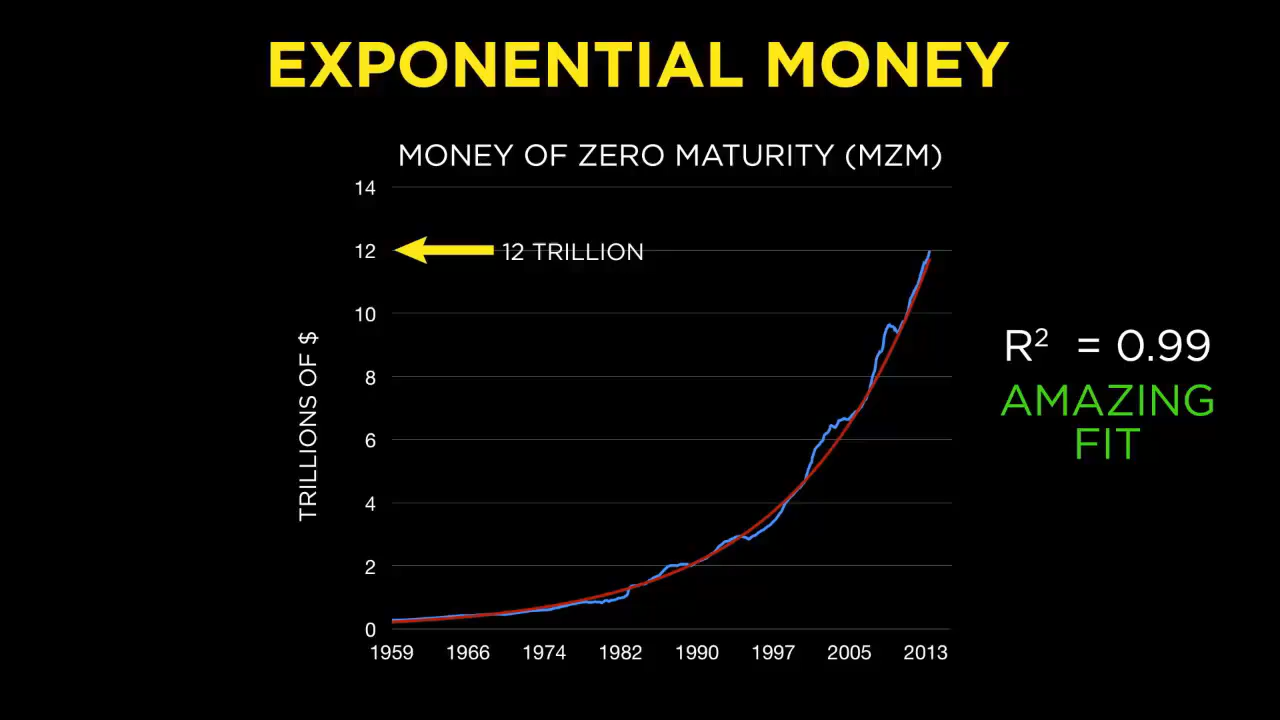 EXPONENTIAL MONEY
MONEY OF ZERO MATURITY (MZM)
14
12
12 TRILLION
10
8
6
4
2
0
TRILLIONS OF $
1959 1966 1974 1982 1990 1997 2005 2013
R² = 0.99
AMAZING
FIT